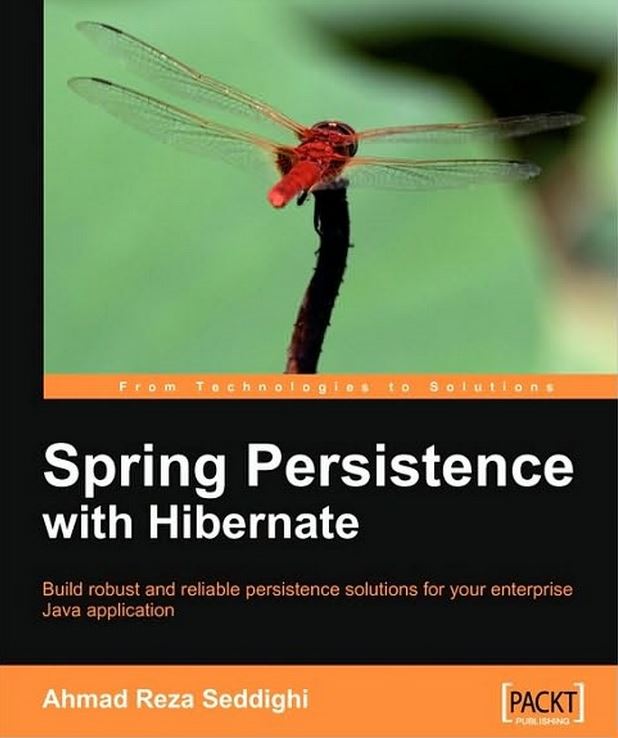 From Technologies to Solutions
Spring Persistence
with Hibernate
Build robust and reliable persistence solutions for your enterprise
Java application
Ahmad Reza Seddighi
[PACKT]
PUBLISHING